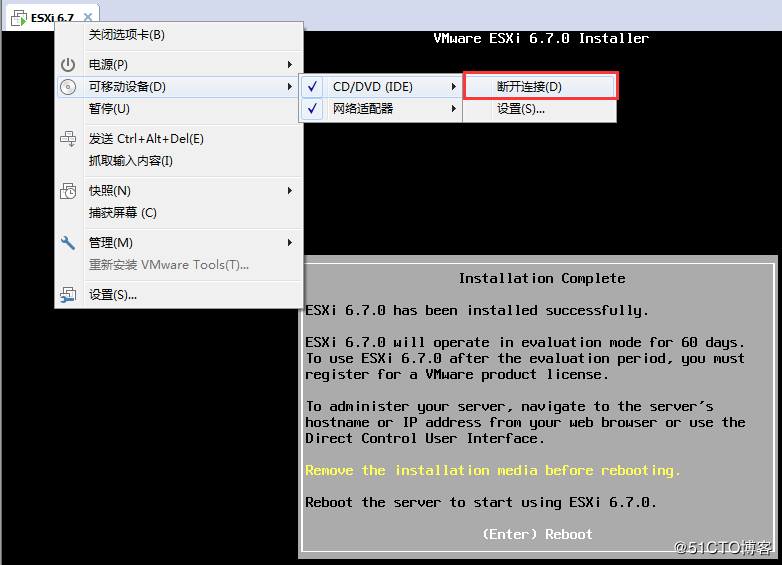 ESXi 6.7
VMware ESXi 6.7.0 Installer
关闭选项卡(B)
电源(P)
可移动设备(D)
CD/DVD (IDE)
断开连接(D)
暂停(U)
网络适配器
设置(S)...
发送 Ctrl+Alt+Del(E)
抓取输入内容(I)
快照(N)
捕获屏幕 (C)
管理(M)
重新安装 VMware Tools(T)...
设置(S)...
Installation Complete
ESXi 6.7.0 has been installed successfully.
ESXi 6.7.0 will operate in evaluation mode for 60 days.
To use ESXi 6.7.0 after the evaluation period, you must
register for a VMware product license.
To administer your server, navigate to the server's
hostname or IP address from your web browser or use the
Direct Control User Interface.
Remove the installation media before rebooting.
Reboot the server to start using ESXi 6.7.0.
(Enter) Reboot
@51CTO博客